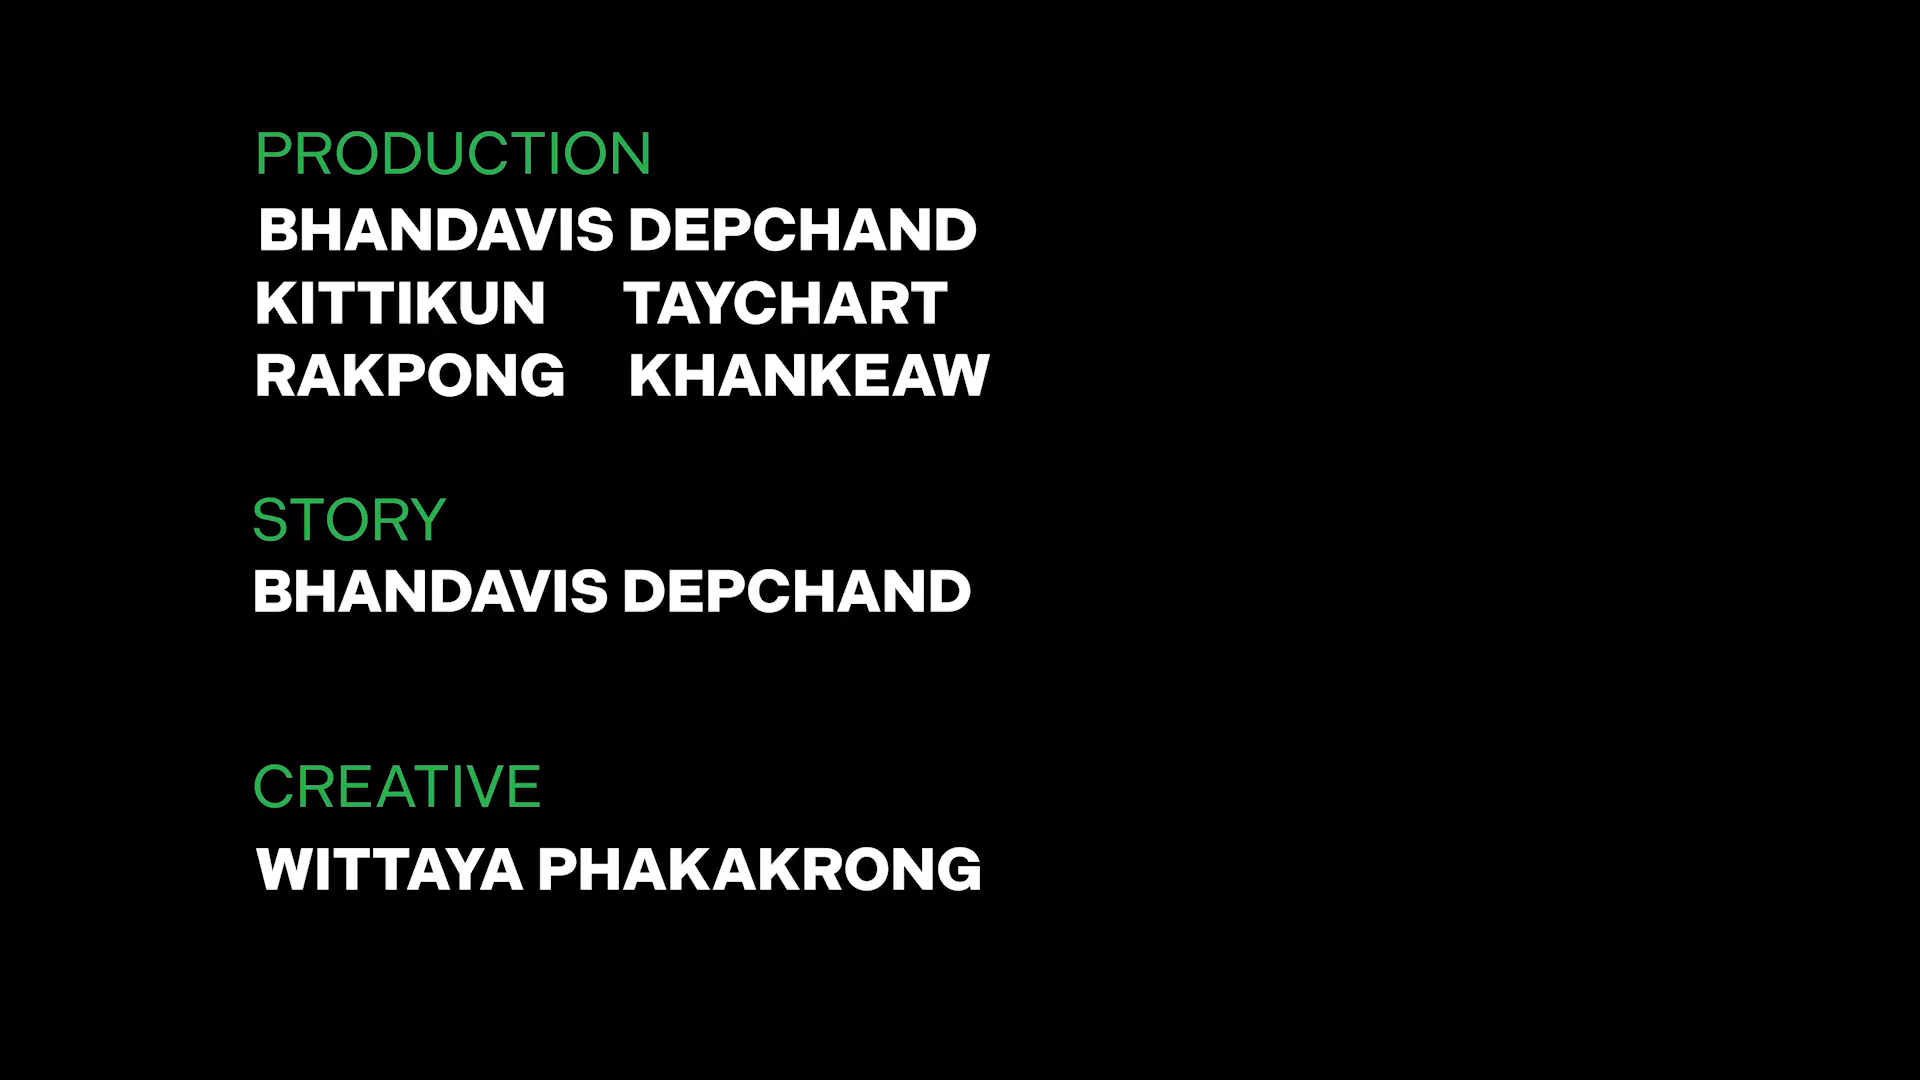 PRODUCTION
BHANDAVIS DEPCHAND
KITTIKUN TAYCHART
RAKPONG KHANKEAW
STORY
BHANDAVIS DEPCHAND
CREATIVE
WITTAYA PHAKAKRONG